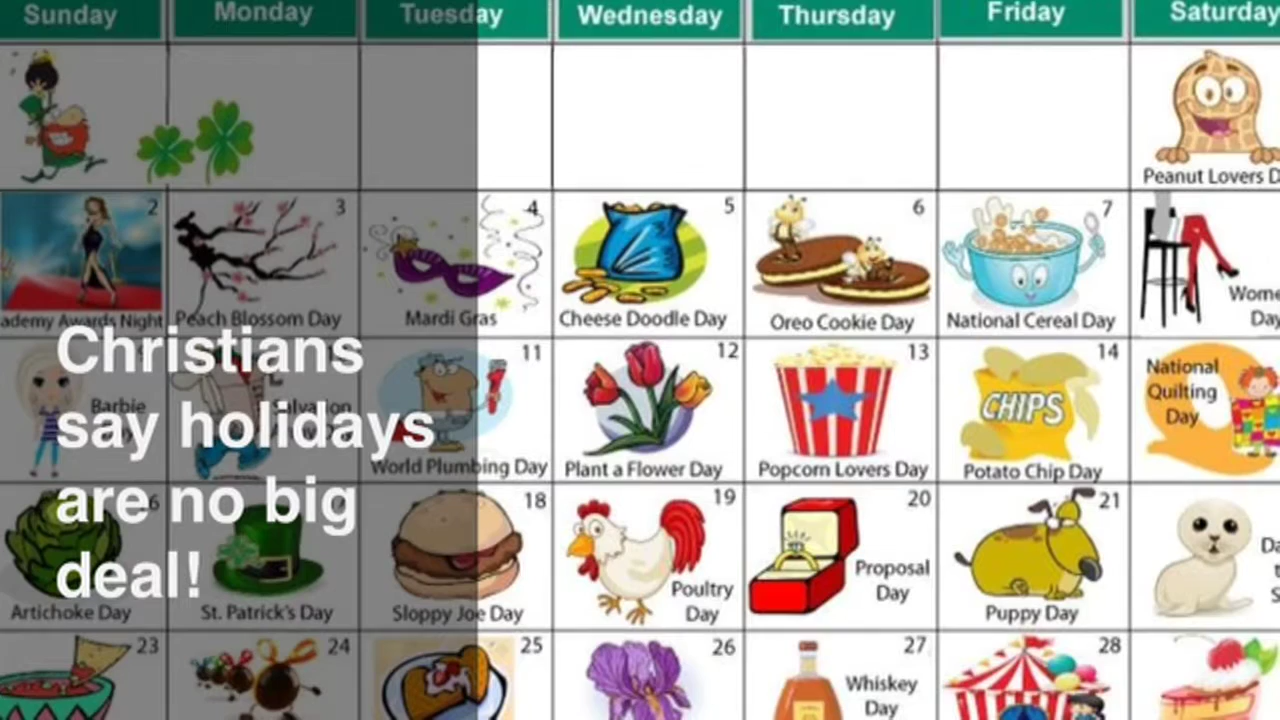 Sunday Monday Tuesday Wednesday Thursday Friday Saturday
Peanut Lovers D
2 3 4 5 6 7
ademy Awards Night Peach Blossom Day Mardi Gras Cheese Doodle Day Oreo Cookie Day National Cereal Day
Wome
Day
Christians
say holidays
are no big
deal!
11 12 13 14
Barbie
Salvation
CHIPS
National
Quilting
Day
World Plumbing Day Plant a Flower Day Popcorn Lovers Day Potato Chip Day
18 19 20 21
Artichoke Day St. Patrick's Day Sloppy Joe Day
Poultry
Day
Proposal
Day
Puppy Day
Da
t
S
23 24 25 26 27 28
Whiskey
Day